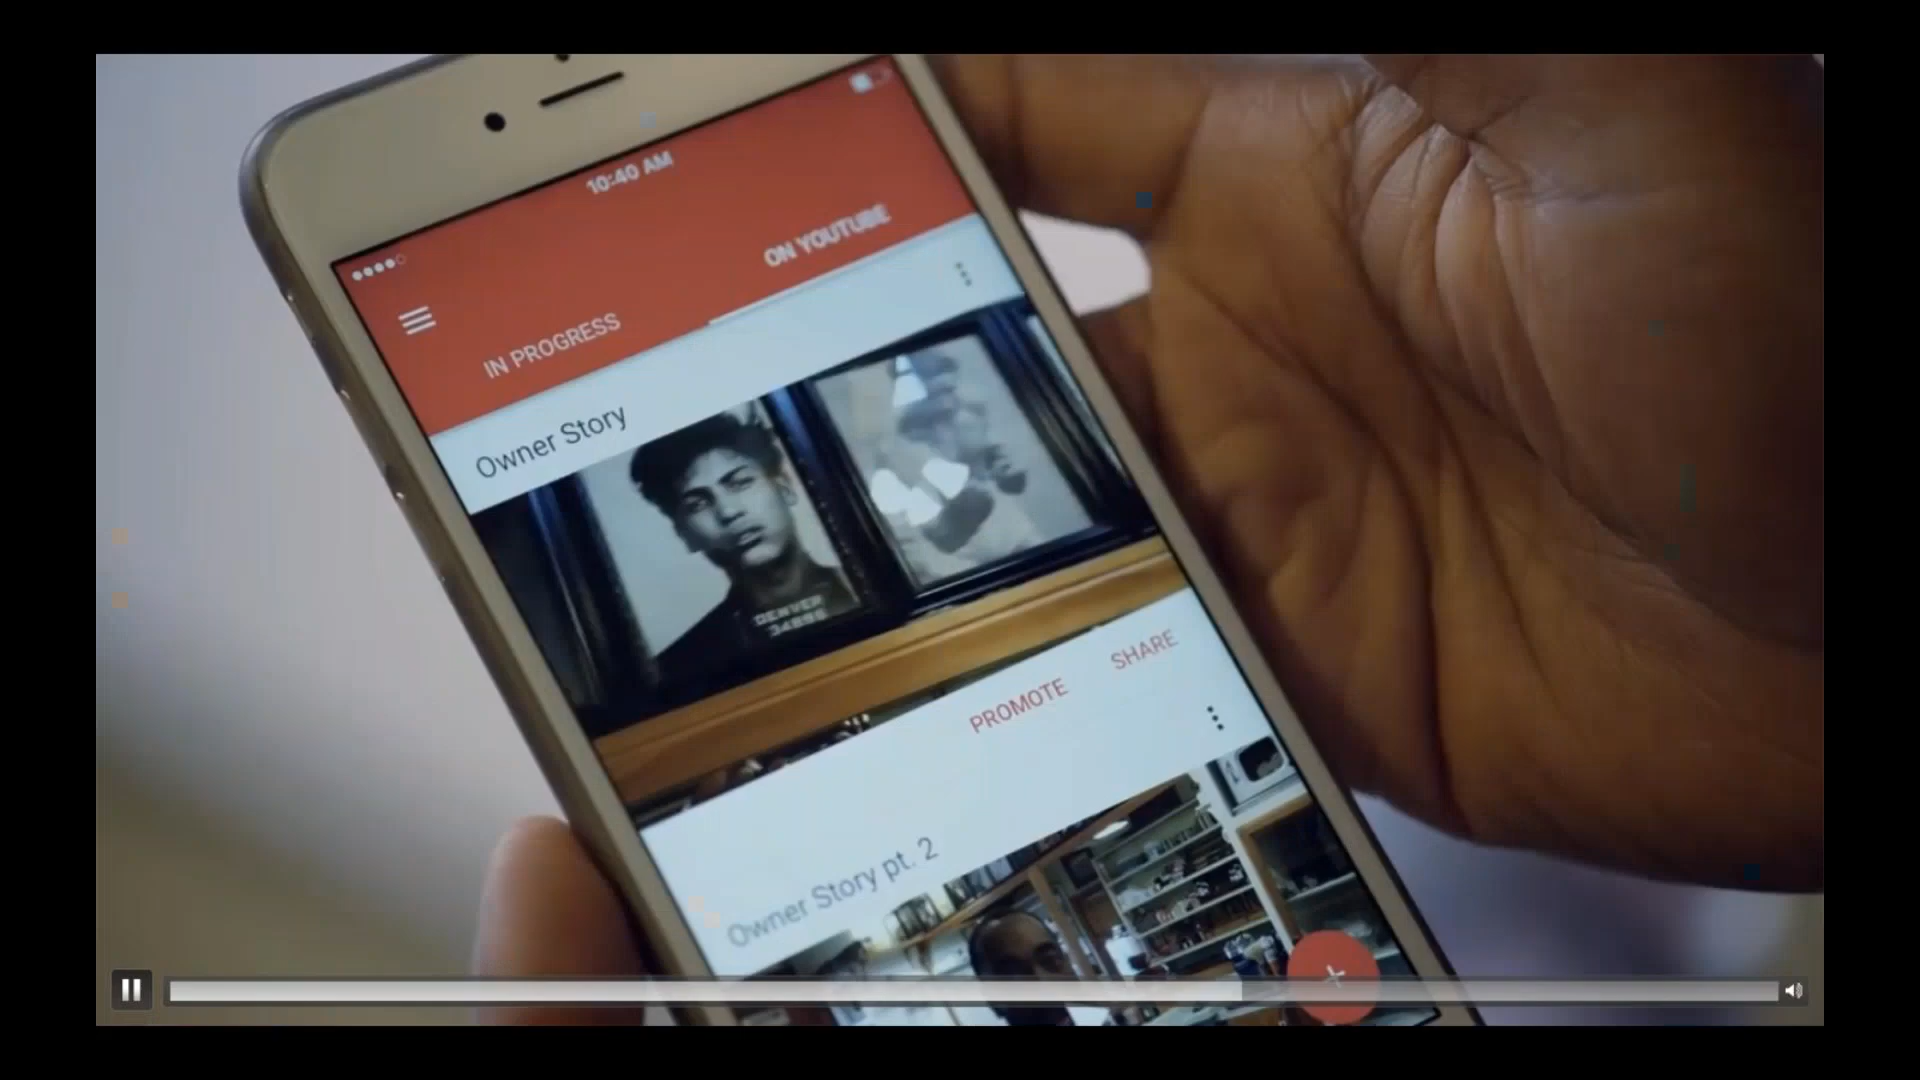 10:40 AM
IN PROGRESS
ON YOUTUBE
Owner Story
DENVER
34896
PROMOTE
SHARE
Owner Story pt. 2